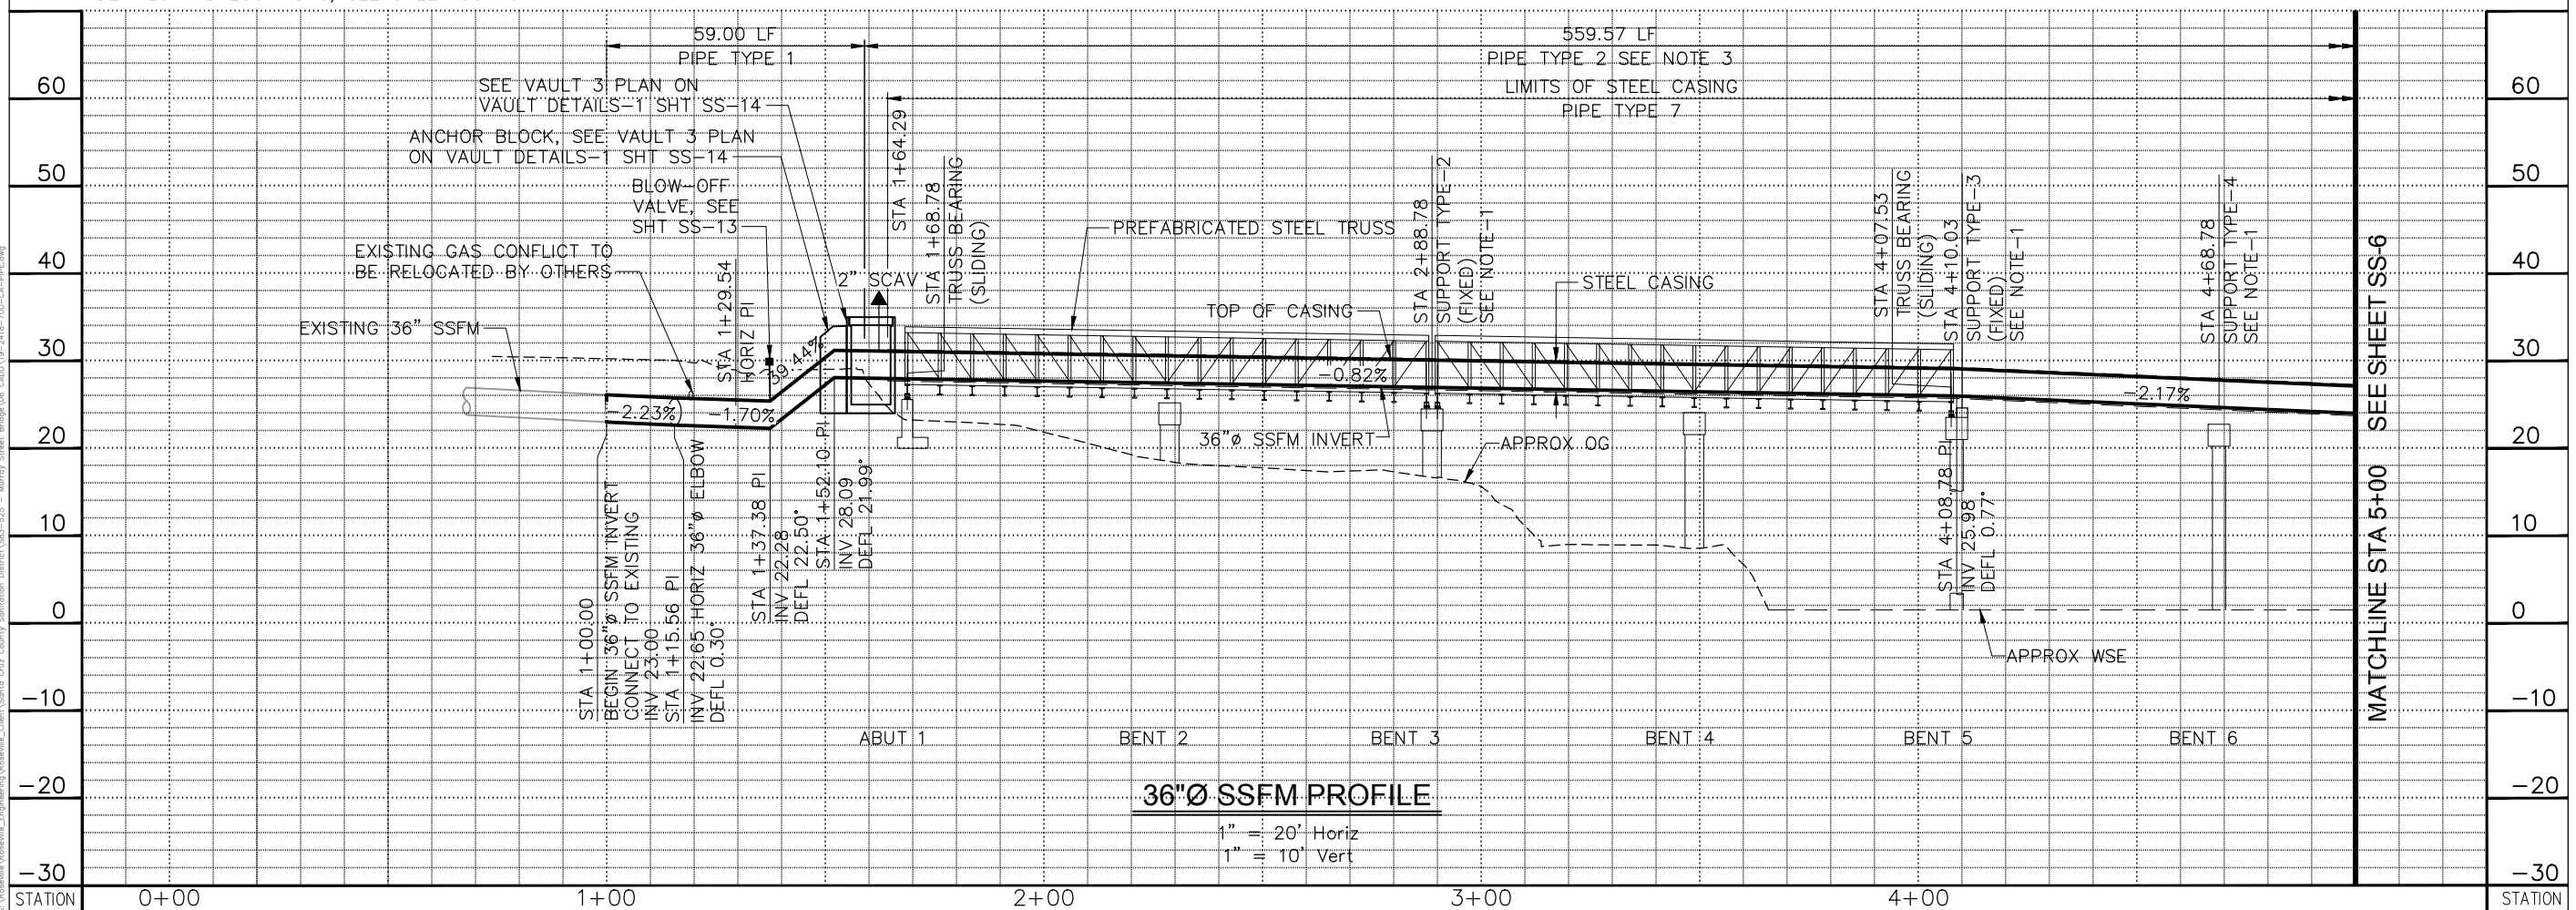 59.00 LF
PIPE TYPE 1
559.57 LF
PIPE TYPE 2 SEE NOTE 3
LIMITS OF STEEL CASING
PIPE TYPE 7
SEE VAULT 3 PLAN ON
VAULT DETAILS-1 SHT SS-14
ANCHOR BLOCK, SEE VAULT 3 PLAN
ON VAULT DETAILS-1 SHT SS-14
BLOW-OFF
VALVE, SEE
SHT SS-13
EXISTING GAS CONFLICT TO
BE RELOCATED BY OTHERS
EXISTING 36" SSFM
STA 1+29.54
HORIZ PI
2" SCAV
STA 1+64.29
STA 1+68.78
TRUSS BEARING
(SLIDING)
PREFABRICATED STEEL TRUSS
TOP OF CASING
STA 2+88.78
SUPPORT TYPE-2
(FIXED)
SEE NOTE-1
STEEL CASING
STA 4+07.53
TRUSS BEARING
(SLIDING)
STA 4+10.03
SUPPORT TYPE-3
(FIXED)
SEE NOTE-1
STA 4+68.78
SUPPORT TYPE-4
SEE NOTE-1
-2.23%
-1.70%
39.44%
-0.82%
-2.17%
36"ø SSFM INVERT
APPROX OG
APPROX WSE
STA 1+00.00
BEGIN 36"ø SSFM INVERT
CONNECT TO EXISTING
INV 23.00
STA 1+15.56 PI
INV 22.65 HORIZ 36"ø ELBOW
DEFL 0.30°
STA 1+37.38 PI
INV 22.28
DEFL 22.50°
STA 1+52.10 PI
INV 28.09
DEFL 21.99°
STA 4+08.78 PI
INV 25.98
DEFL 0.77°
MATCHLINE STA 5+00 SEE SHEET SS-6
ABUT 1
BENT 2
BENT 3
BENT 4
BENT 5
BENT 6
36"Ø SSFM PROFILE
1" = 20' Horiz
1" = 10' Vert
60
50
40
30
20
10
0
-10
-20
-30
60
50
40
30
20
10
0
-10
-20
-30
STATION
0+00
1+00
2+00
3+00
4+00
STATION